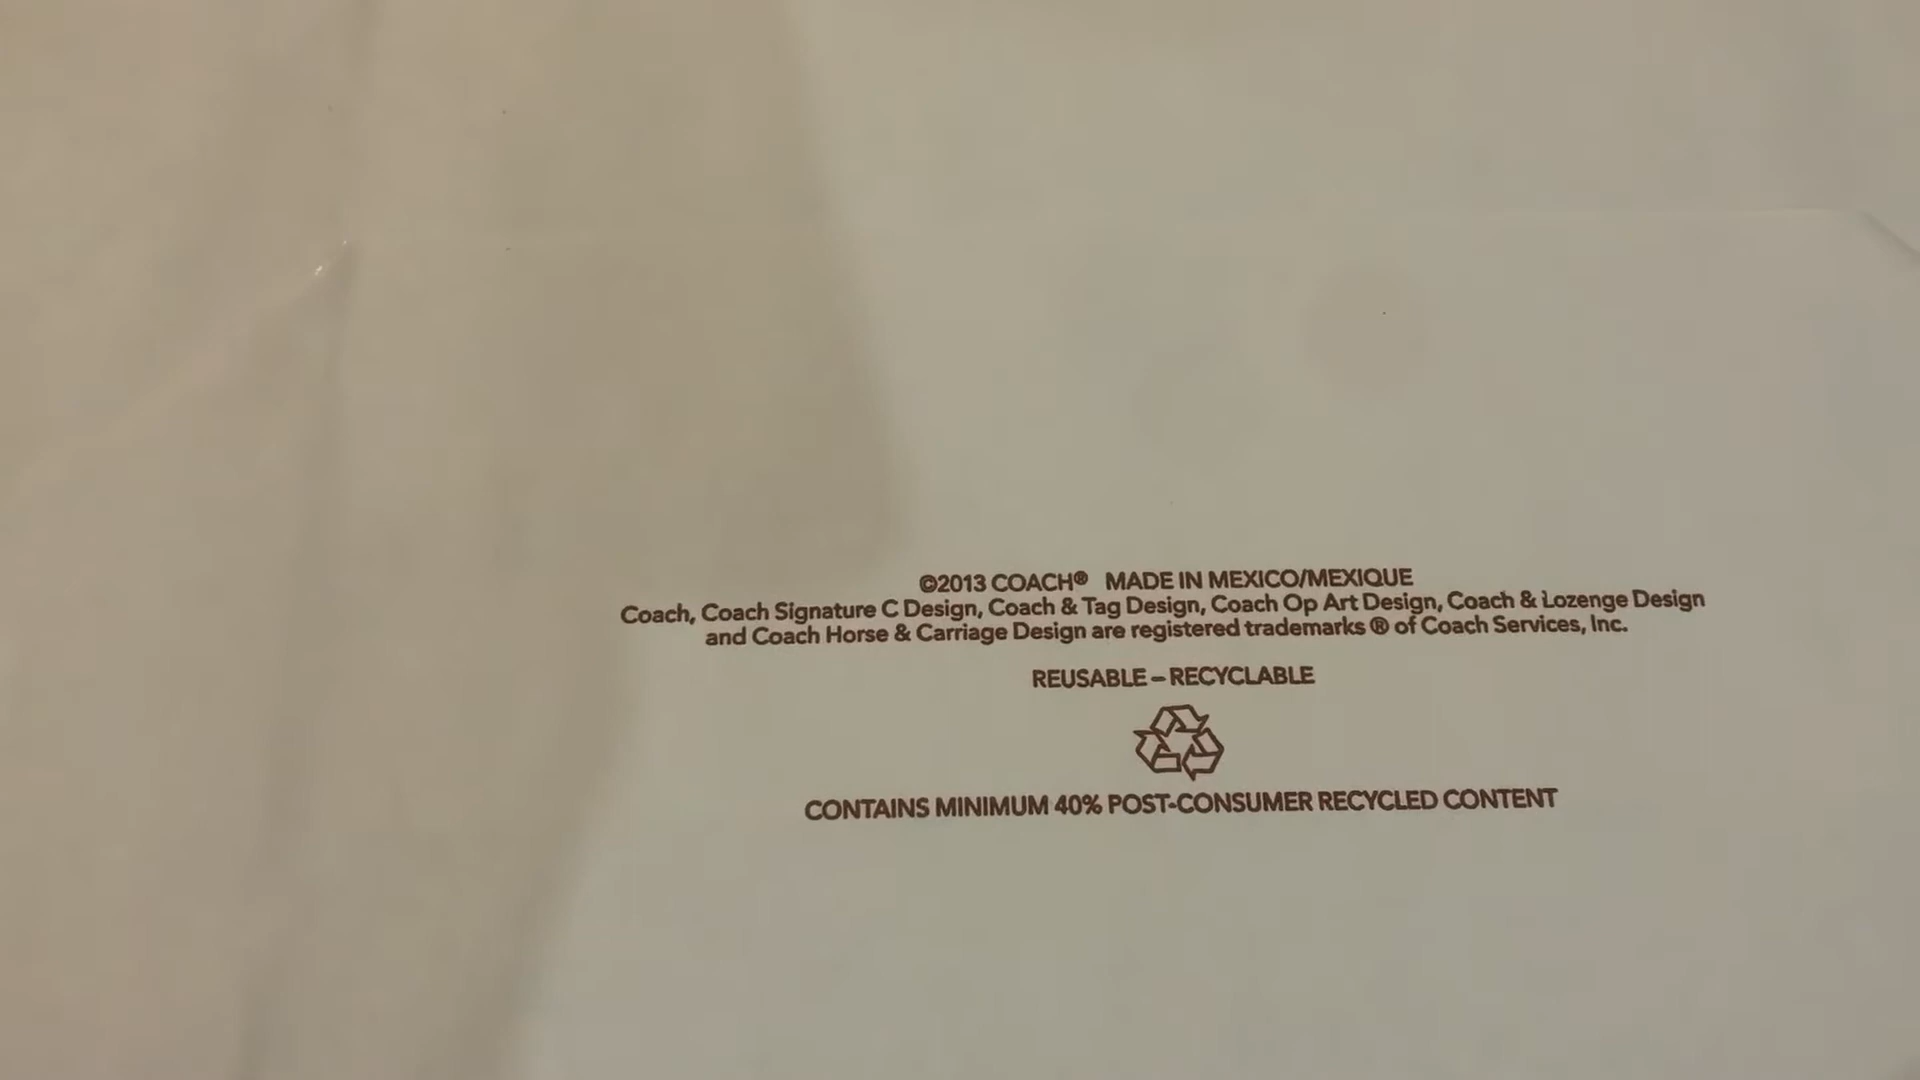 ©2013 COACH® MADE IN MEXICO/MEXIQUE
Coach, Coach Signature C Design, Coach & Tag Design, Coach Op Art Design, Coach & Lozenge Design
and Coach Horse & Carriage Design are registered trademarks ® of Coach Services, Inc.
REUSABLE – RECYCLABLE
CONTAINS MINIMUM 40% POST-CONSUMER RECYCLED CONTENT